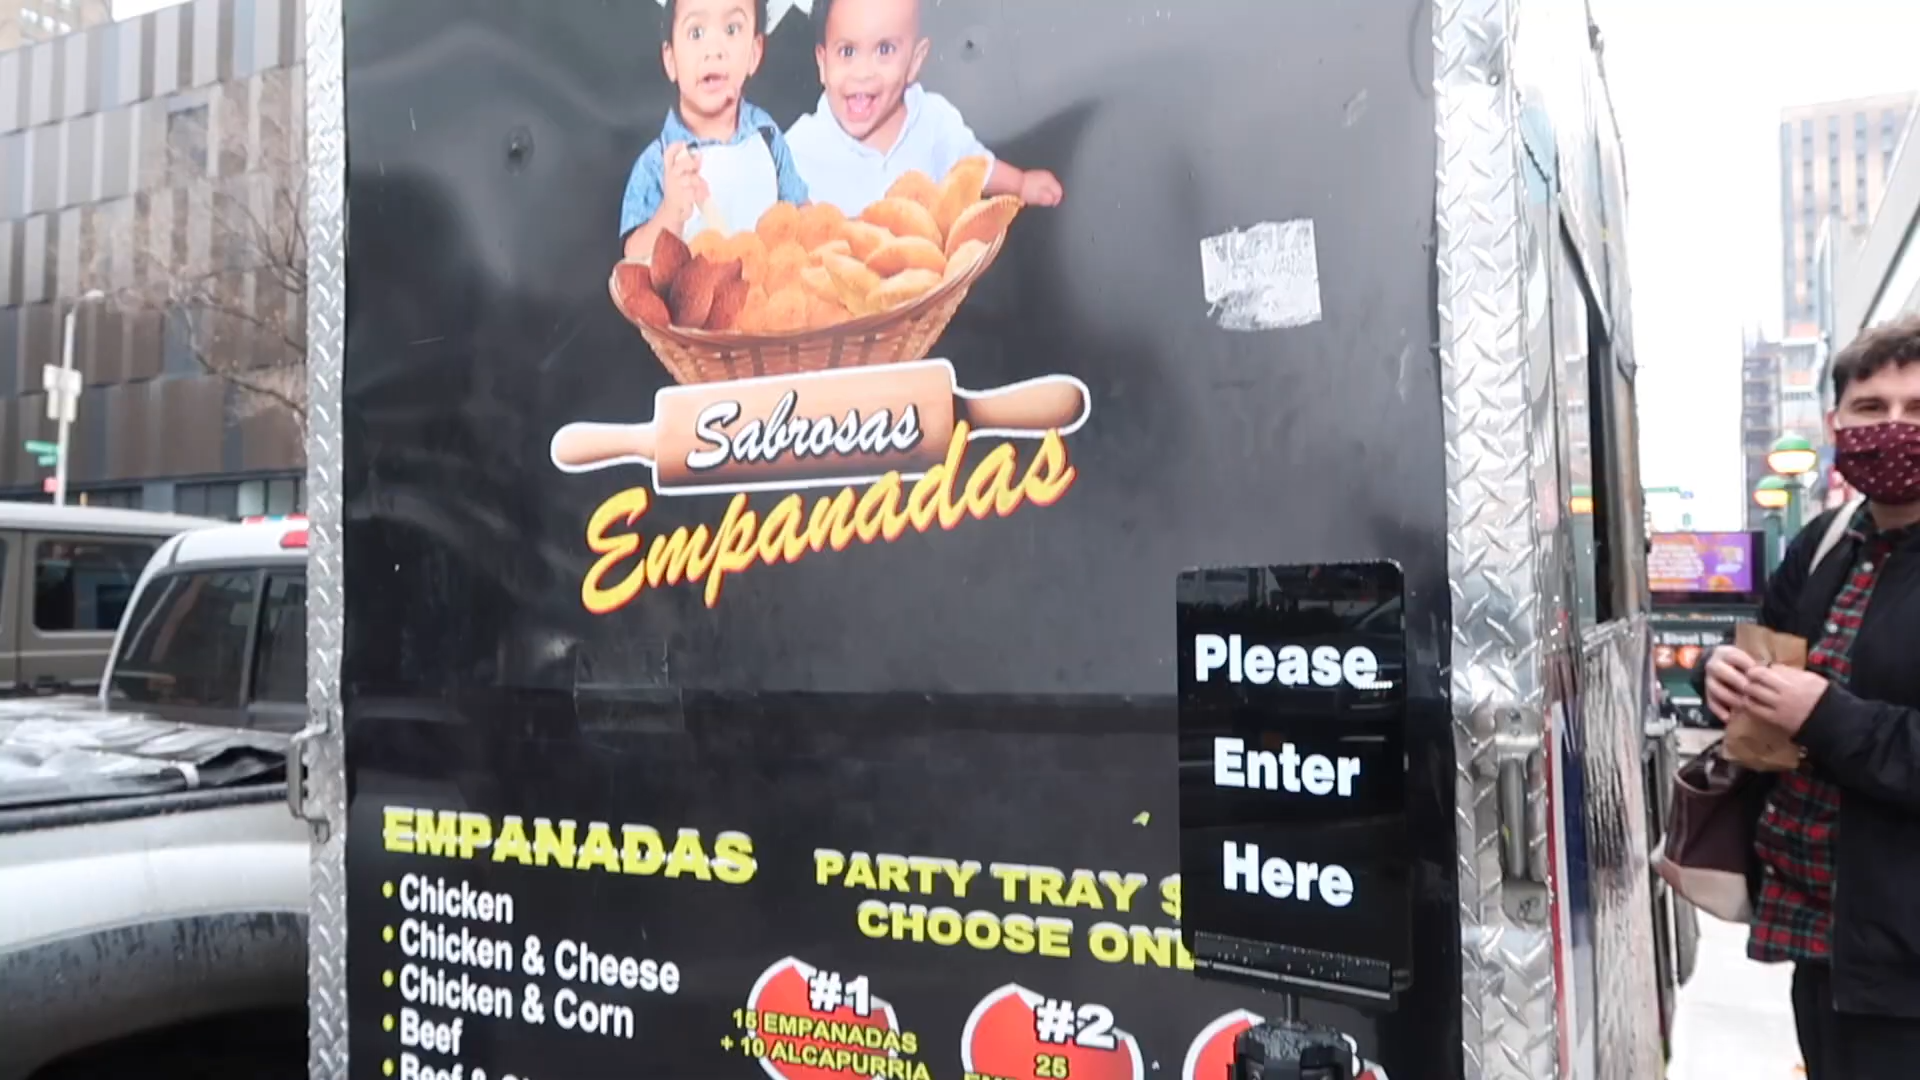 Sabrosas
Empanadas
Please
Enter
Here
EMPANADAS
• Chicken
• Chicken & Cheese
• Chicken & Corn
• Beef
PARTY TRAY
CHOOSE
#1
15 EMPANADAS
+ 10 ALCAPURRIA
#2
25
Street